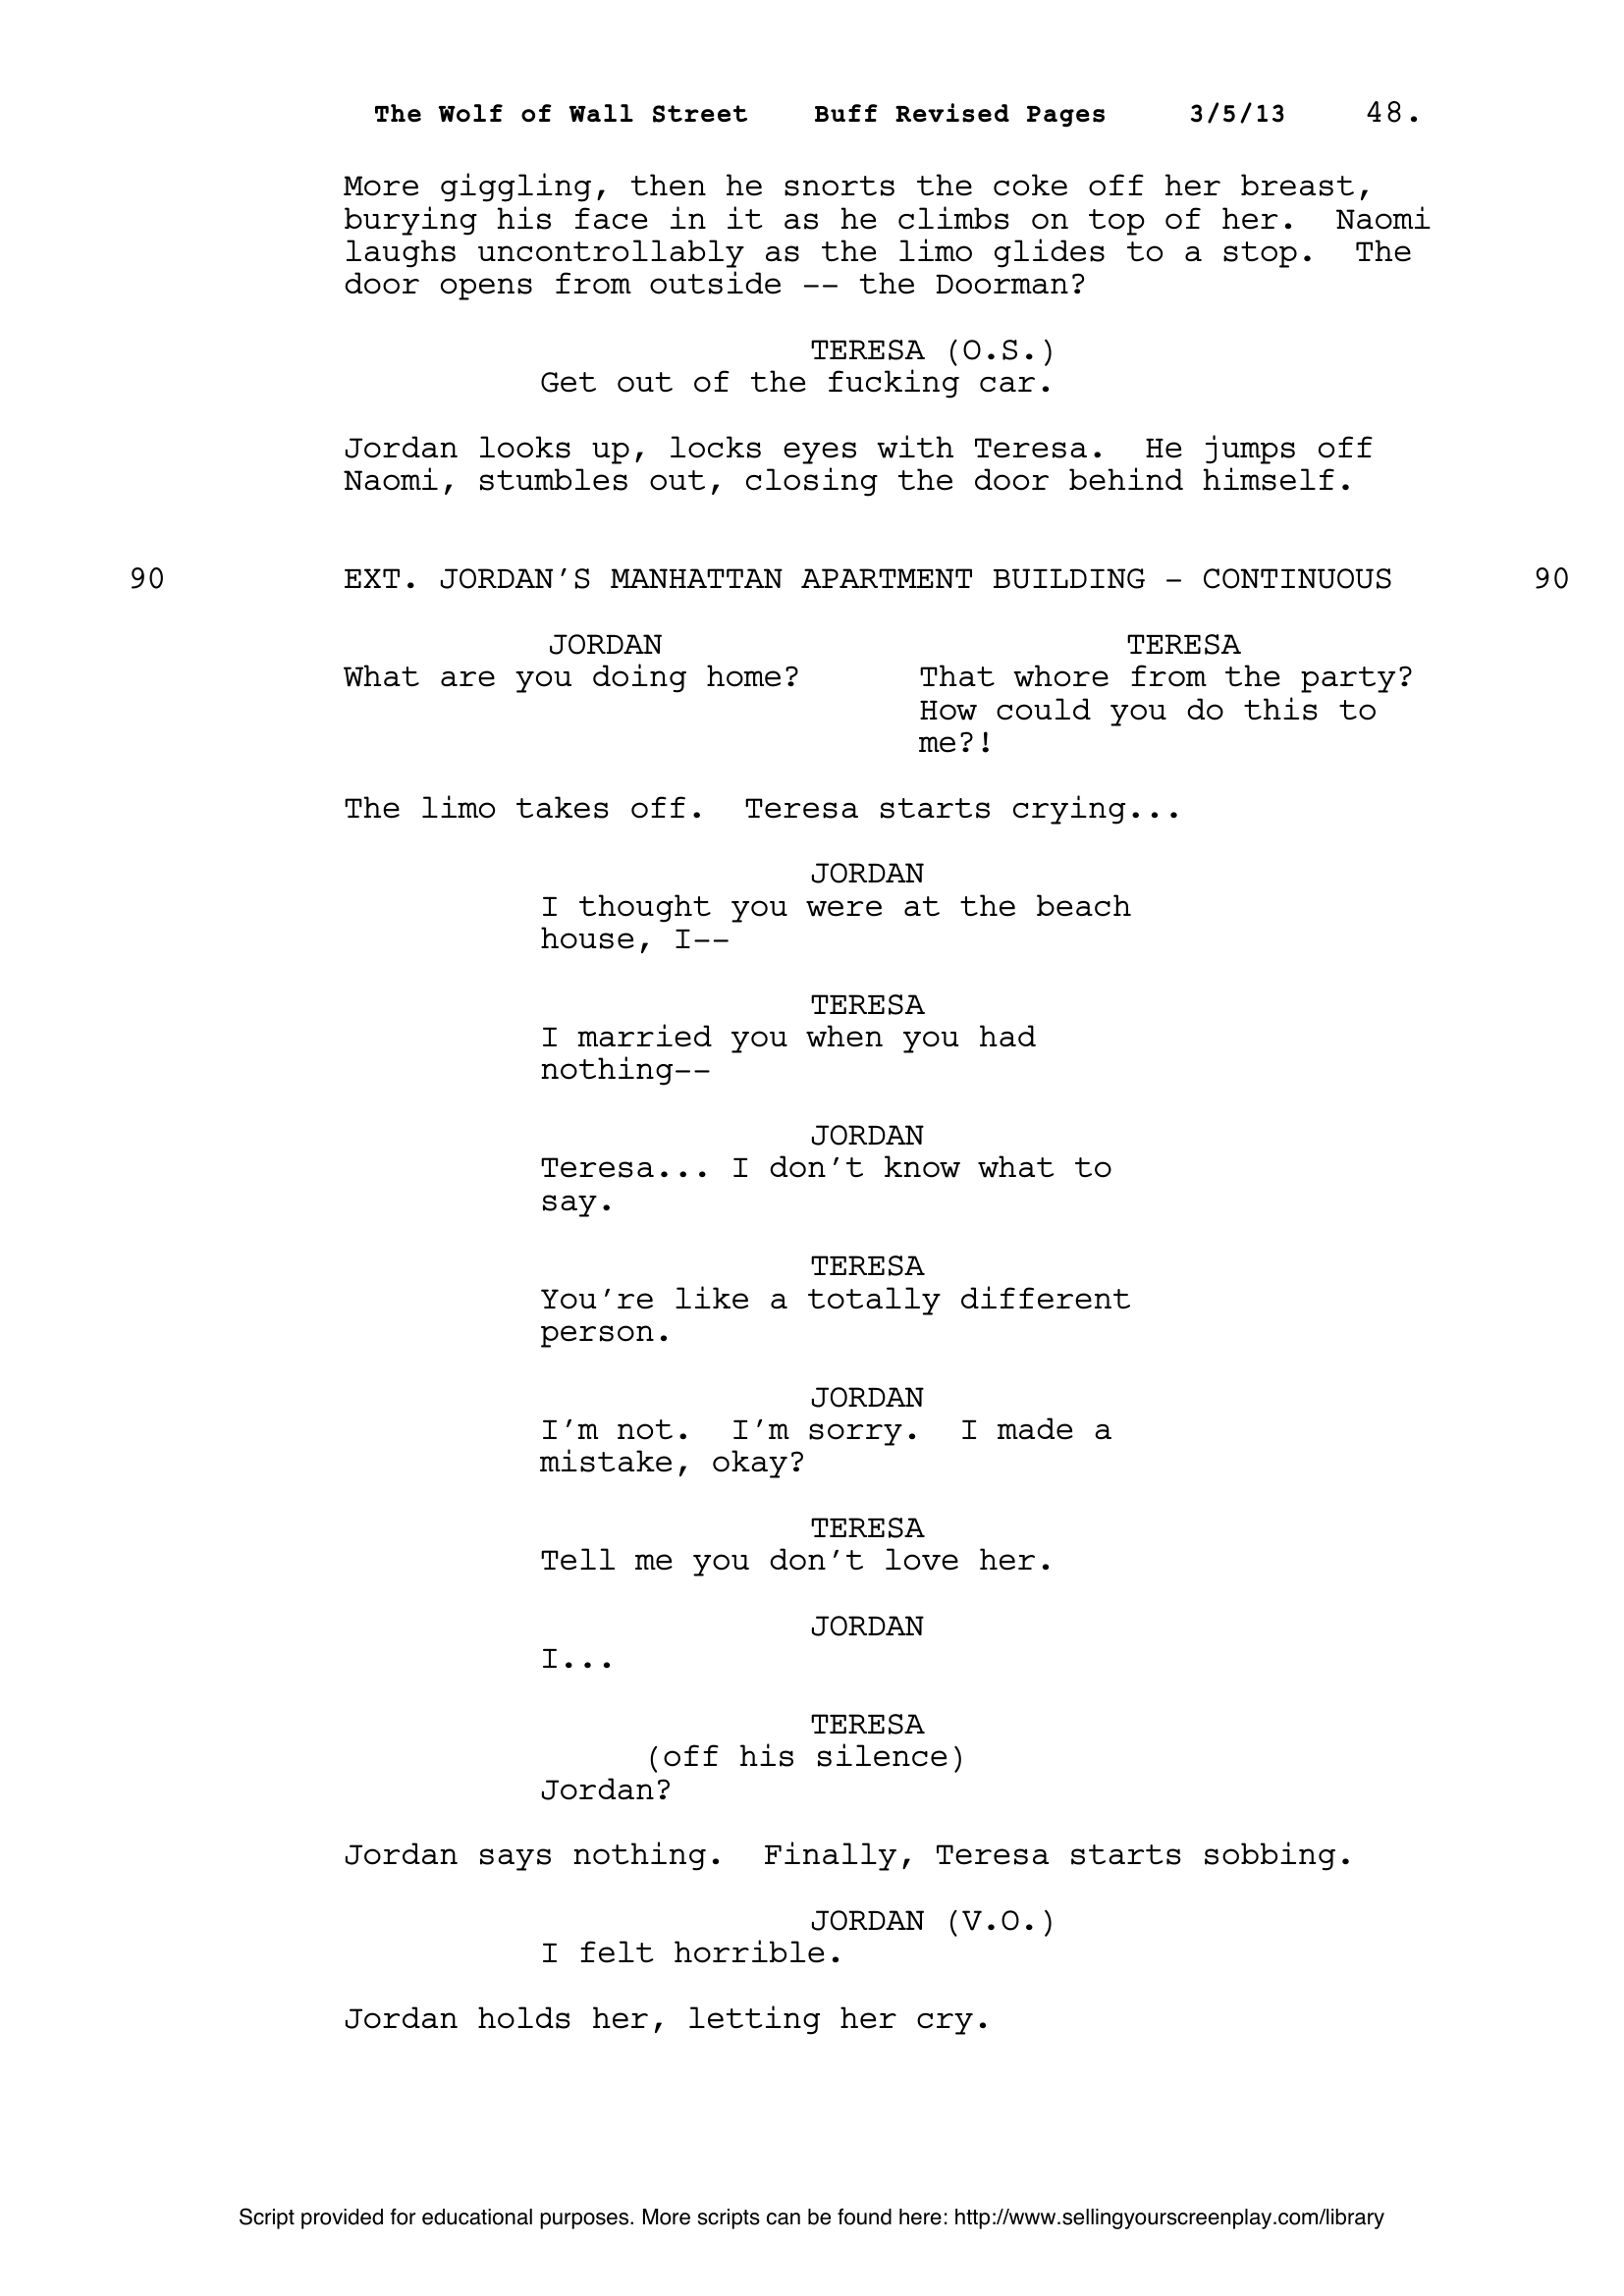 The Wolf of Wall Street    Buff Revised Pages    3/5/13    48.
More giggling, then he snorts the coke off her breast,
burying his face in it as he climbs on top of her.  Naomi
laughs uncontrollably as the limo glides to a stop.  The
door opens from outside -- the Doorman?
TERESA (O.S.)
Get out of the fucking car.
Jordan looks up, locks eyes with Teresa.  He jumps off
Naomi, stumbles out, closing the door behind himself.
90    EXT. JORDAN'S MANHATTAN APARTMENT BUILDING - CONTINUOUS    90
JORDAN
What are you doing home?
TERESA
That whore from the party?
How could you do this to
me?!
The limo takes off.  Teresa starts crying...
JORDAN
I thought you were at the beach
house, I--
TERESA
I married you when you had
nothing--
JORDAN
Teresa... I don't know what to
say.
TERESA
You're like a totally different
person.
JORDAN
I'm not.  I'm sorry.  I made a
mistake, okay?
TERESA
Tell me you don't love her.
JORDAN
I...
TERESA
(off his silence)
Jordan?
Jordan says nothing.  Finally, Teresa starts sobbing.
JORDAN (V.O.)
I felt horrible.
Jordan holds her, letting her cry.
Script provided for educational purposes. More scripts can be found here: http://www.sellingyourscreenplay.com/library